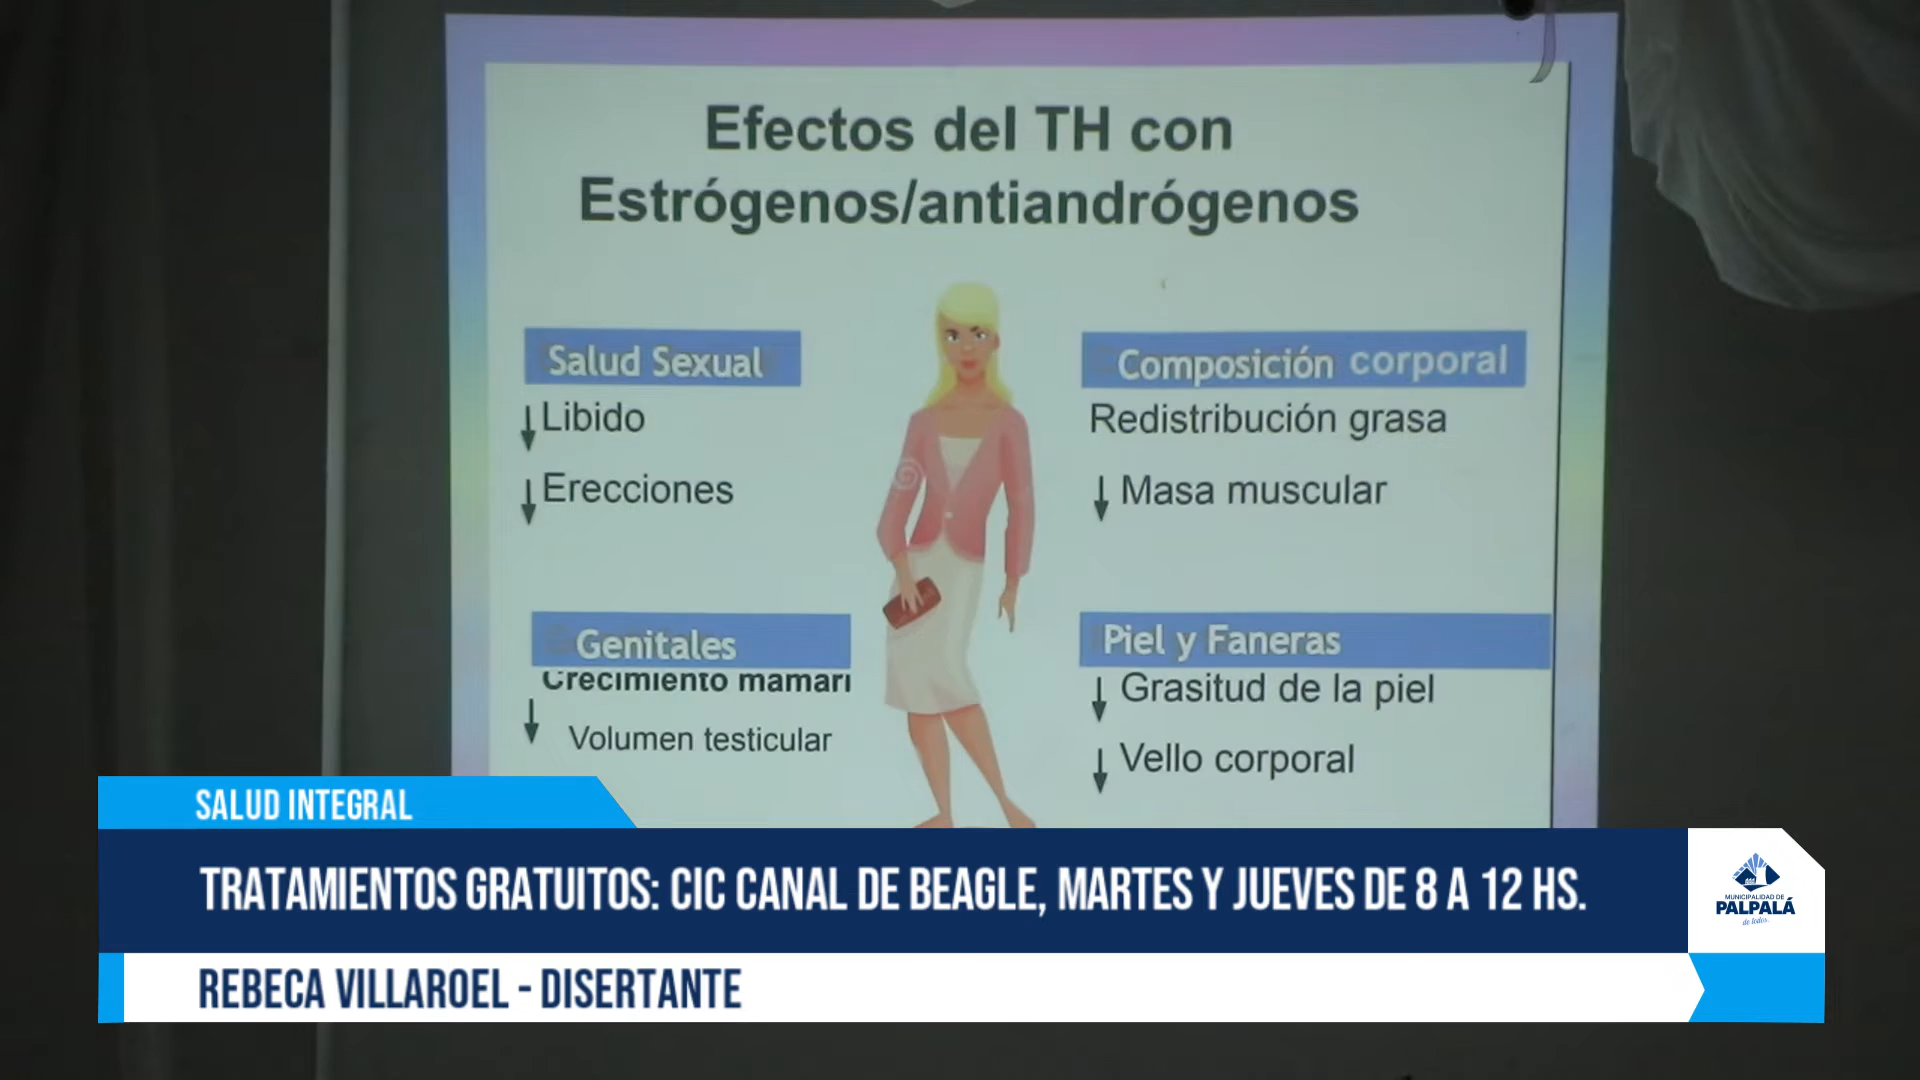 Efectos del TH con
Estrógenos/antiandrógenos
Salud Sexual
↓ Libido
↓ Erecciones
Genitales
Crecimiento mamari
↓ Volumen testicular
Composición corporal
Redistribución grasa
↓ Masa muscular
Piel y Faneras
↓ Grasitud de la piel
↓ Vello corporal
SALUD INTEGRAL
TRATAMIENTOS GRATUITOS: CIC CANAL DE BEAGLE, MARTES Y JUEVES DE 8 A 12 HS.
REBECA VILLAROEL - DISERTANTE
MUNICIPALIDAD DE
PALPALÁ
de todos.